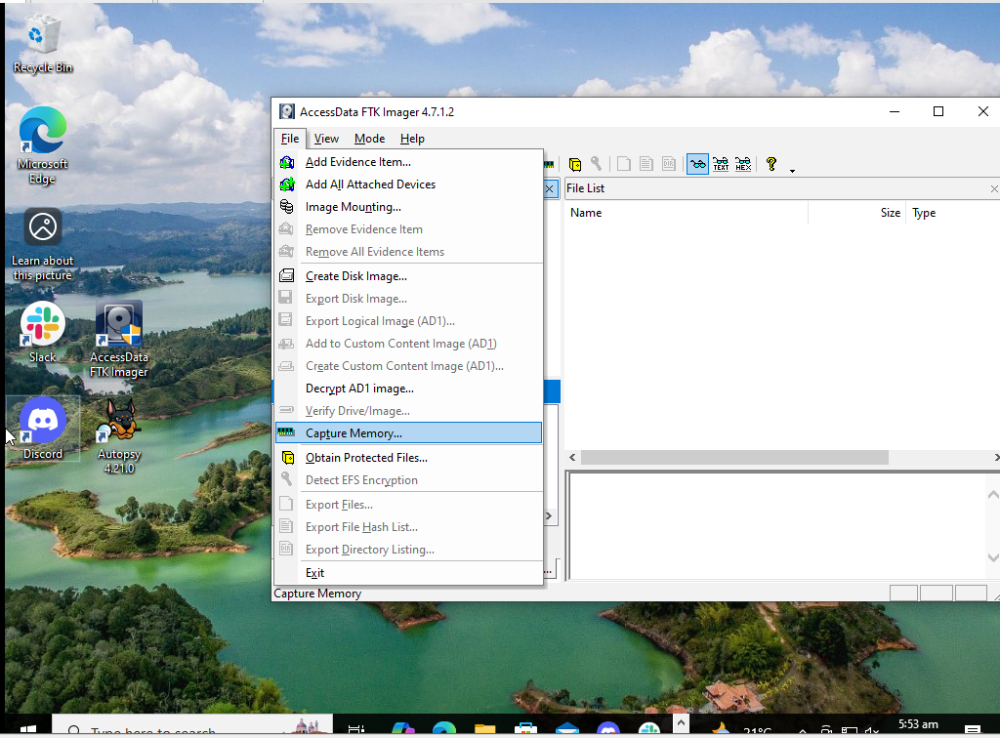 Recycle Bin
Microsoft
Edge
Learn about
this picture
Slack
AccessData
FTK Imager
Discord
Autopsy
4.21.0
AccessData FTK Imager 4.7.1.2
File View Mode Help
Add Evidence Item...
Add All Attached Devices
Image Mounting...
Remove Evidence Item
Remove All Evidence Items
Create Disk Image...
Export Disk Image...
Export Logical Image (AD1)...
Add to Custom Content Image (AD1)
Create Custom Content Image (AD1)...
Decrypt AD1 image...
Verify Drive/Image...
Capture Memory...
Obtain Protected Files...
Detect EFS Encryption
Export Files...
Export File Hash List...
Export Directory Listing...
Exit
TEXT
HEX
File List
Name Size Type
...
Capture Memory
Type here to search
21°C
5:53 am